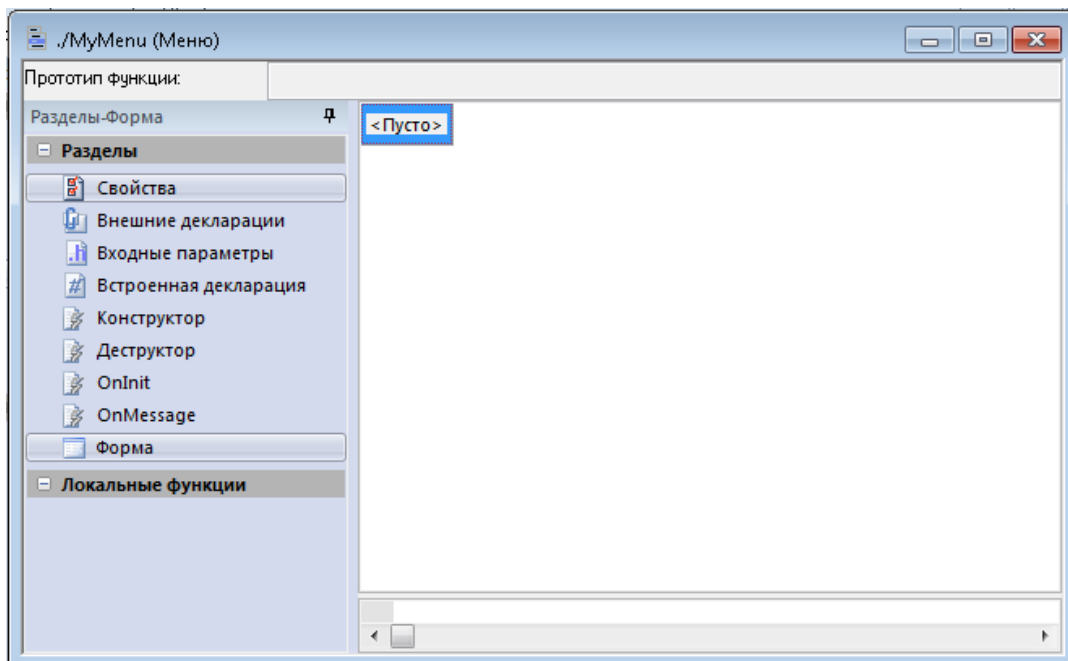 ./MyMenu (Меню)
Прототип функции:
Разделы-Форма
<Пусто>
Разделы
Свойства
Внешние декларации
Входные параметры
Встроенная декларация
Конструктор
Деструктор
OnInit
OnMessage
Форма
Локальные функции